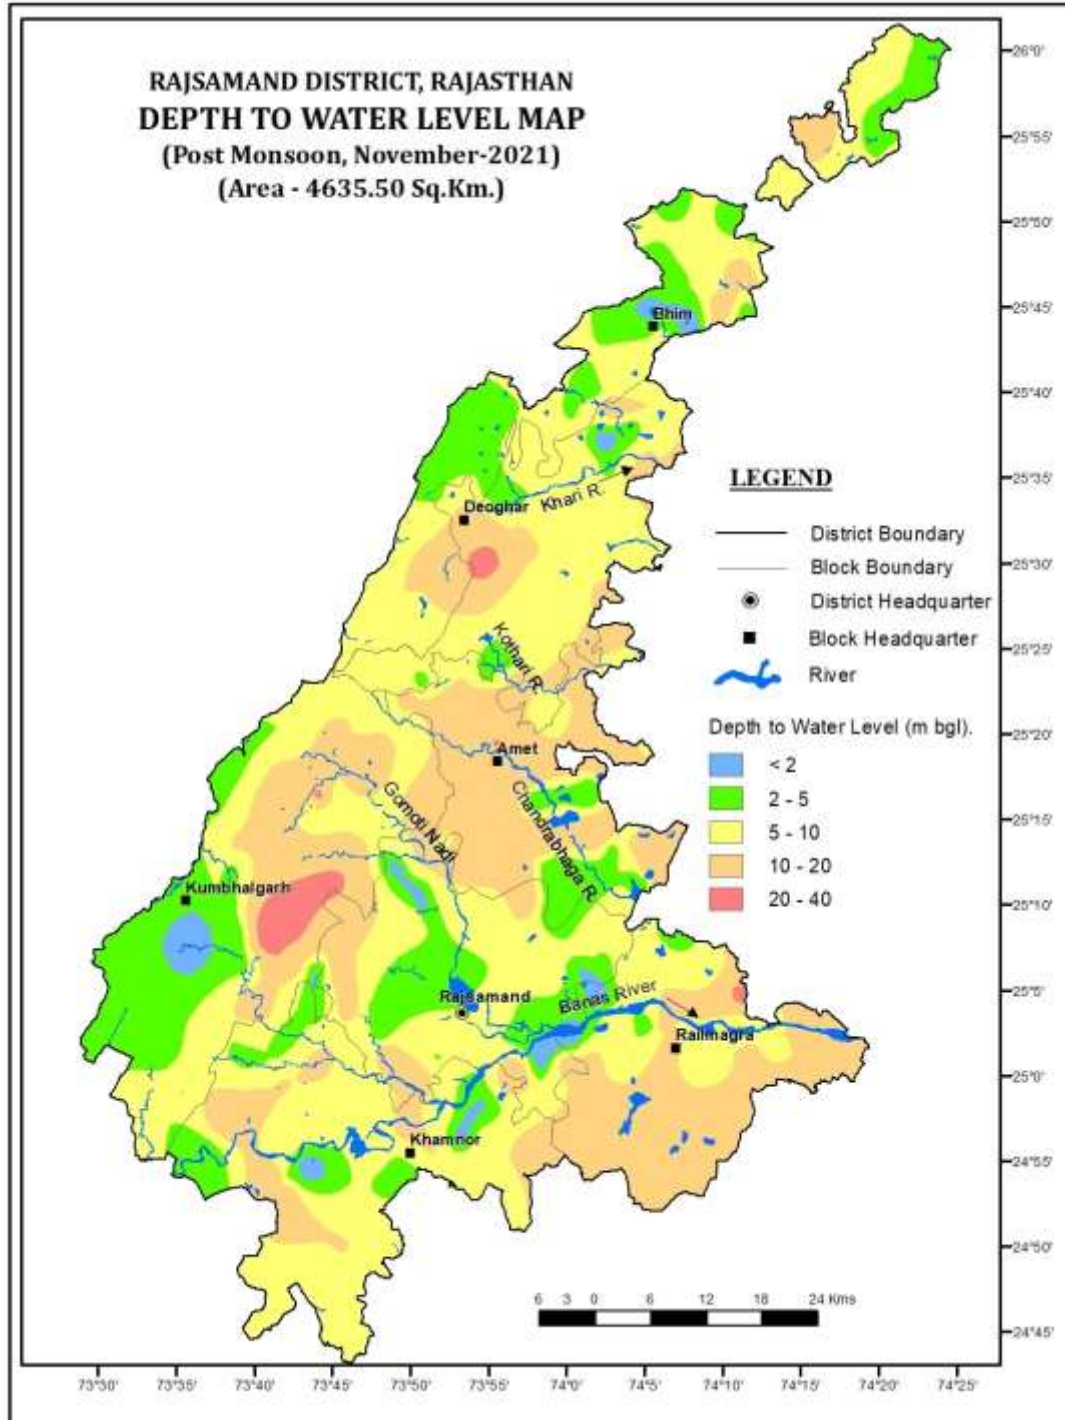 RAJSAMAND DISTRICT, RAJASTHAN
DEPTH TO WATER LEVEL MAP
(Post Monsoon, November-2021)
(Area - 4635.50 Sq.Km.)
26°0'
25°55'
25°50'
25°45'
25°40'
25°35'
25°30'
25°25'
25°20'
25°15'
25°10'
25°5'
25°0'
24°55'
24°50'
24°45'
Bhim
Khari R.
Deoghar
Kothari R.
Amet
Gomoti Nadi
Chandrabhaga R.
Kumbhalgarh
Rajsamand
Banas River
Railmagra
Khamnor
LEGEND
District Boundary
Block Boundary
District Headquarter
Block Headquarter
River
Depth to Water Level (m bgl).
< 2
2 - 5
5 - 10
10 - 20
20 - 40
6 3 0 6 12 18 24 Kms
73°30' 73°35' 73°40' 73°45' 73°50' 73°55' 74°0' 74°5' 74°10' 74°15' 74°20' 74°25'